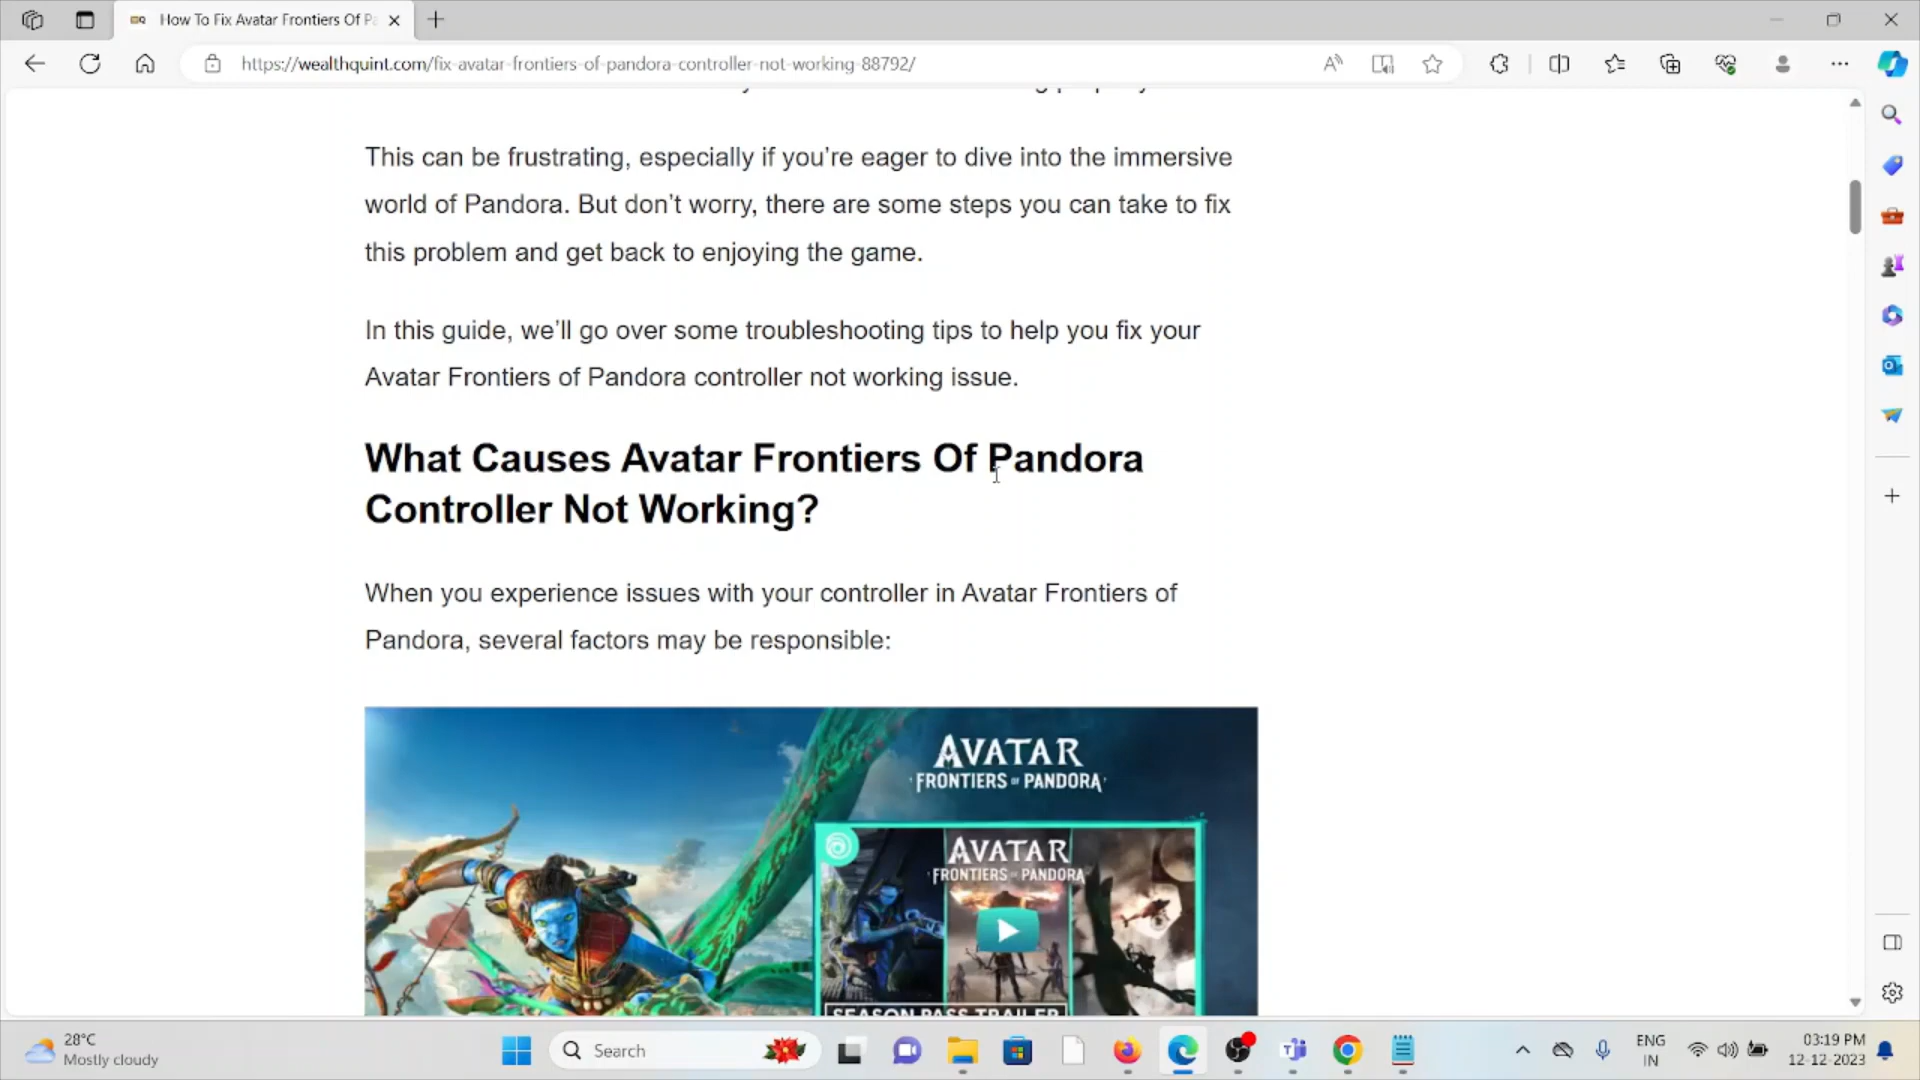 How To Fix Avatar Frontiers Of Pa
https://wealthquint.com/fix-avatar-frontiers-of-pandora-controller-not-working-88792/
This can be frustrating, especially if you’re eager to dive into the immersive
world of Pandora. But don’t worry, there are some steps you can take to fix
this problem and get back to enjoying the game.
In this guide, we’ll go over some troubleshooting tips to help you fix your
Avatar Frontiers of Pandora controller not working issue.
What Causes Avatar Frontiers Of Pandora
Controller Not Working?
When you experience issues with your controller in Avatar Frontiers of
Pandora, several factors may be responsible:
AVATAR
FRONTIERS OF PANDORA
AVATAR
FRONTIERS OF PANDORA
SEASON PASS TRAILER
28°C
Mostly cloudy
Search
ENG
IN
03:19 PM
12-12-2023